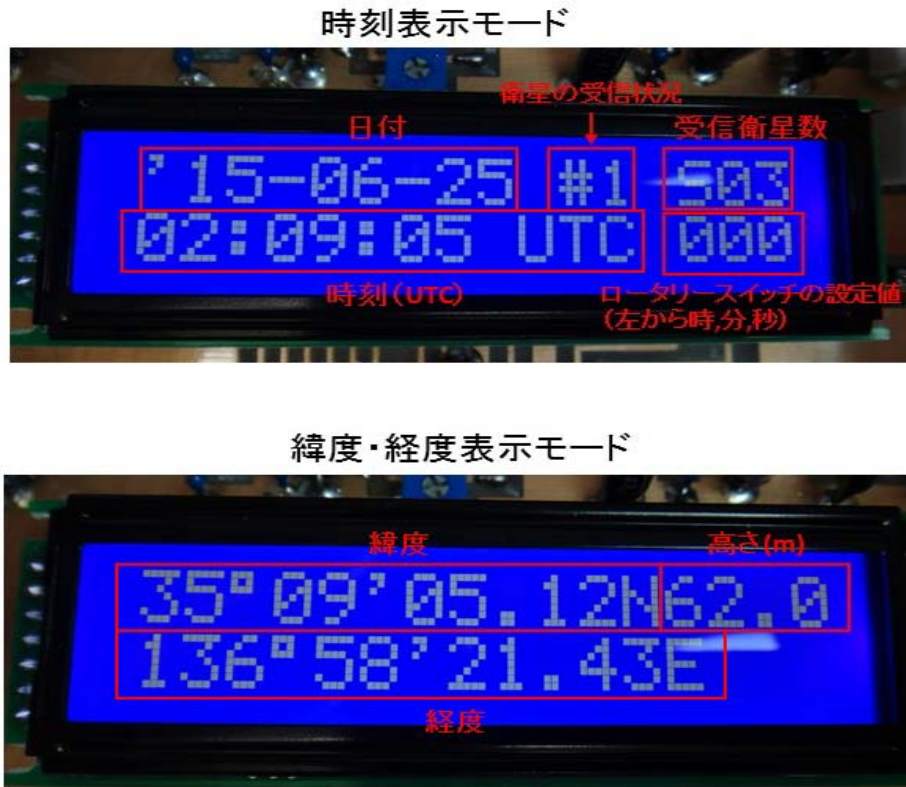 時刻表示モード
衛星の受信状況
日付
受信衛星数
'15-06-25 #1 S03
02:09:05 UTC 000
時刻(UTC)
ロータリースイッチの設定値
(左から時,分,秒)
緯度・経度表示モード
緯度
高さ(m)
35°09'05.12N62.0
136°58'21.43E
経度